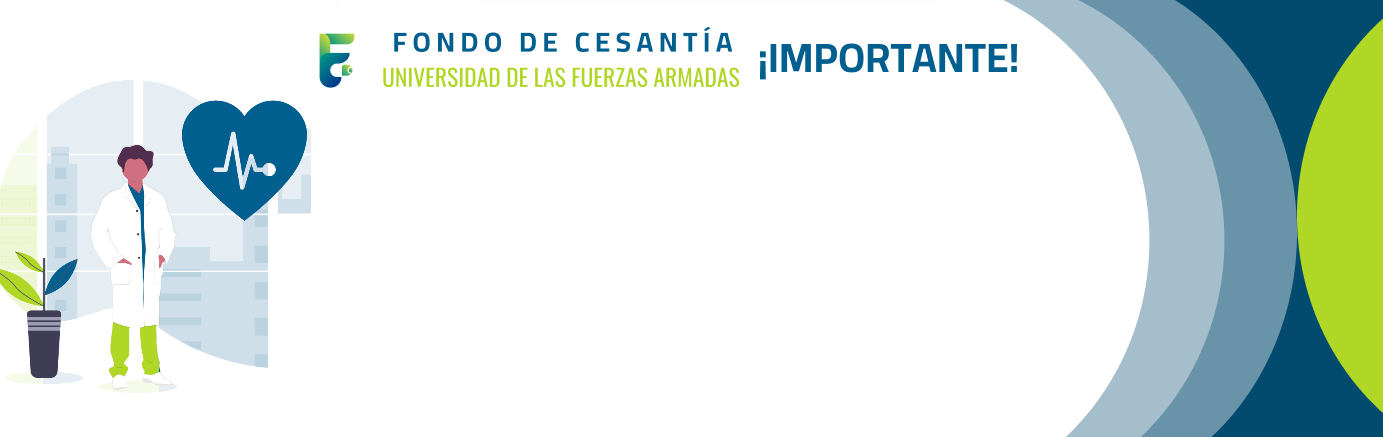 FONDO DE CESANTÍA
UNIVERSIDAD DE LAS FUERZAS ARMADAS
¡IMPORTANTE!